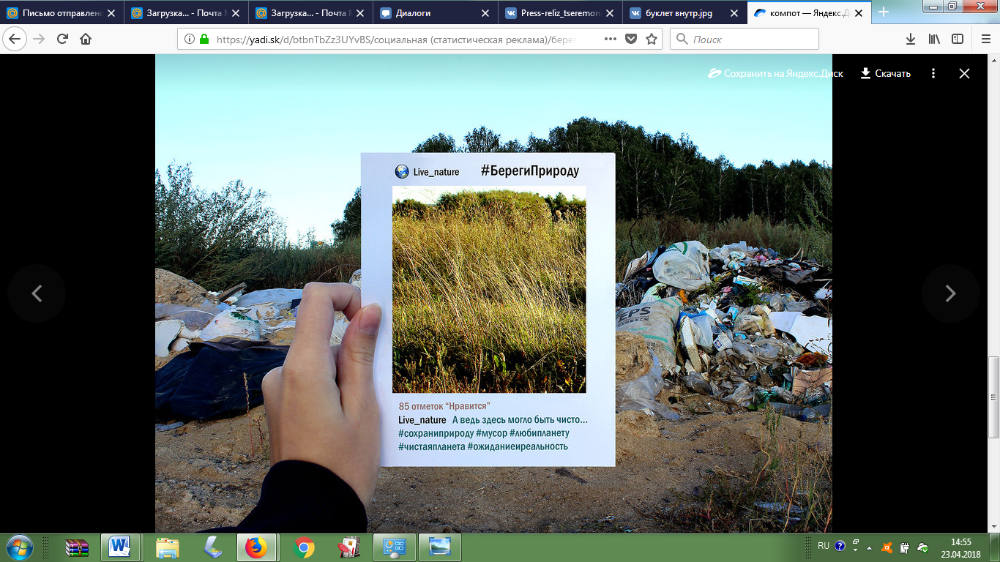 Письмо отправлено
Загрузка... - Почта
Загрузка... - Почта
Диалоги
Press-reliz_tseremon
буклет внутр.jpg
компот — Яндекс.Д
https://yadi.sk/d/btbnTbZz3UYvBS/социальная (статистическая реклама)/бере
Поиск
Сохранить на Яндекс.Диск
Скачать
Live_nature #БерегиПрироду
EPS
85 отметок “Нравится”
Live_nature А ведь здесь могло быть чисто...
#сохраниприроду #мусор #любипланету
#чистаяпланета #ожиданиеиреальность
RU
14:55
23.04.2018